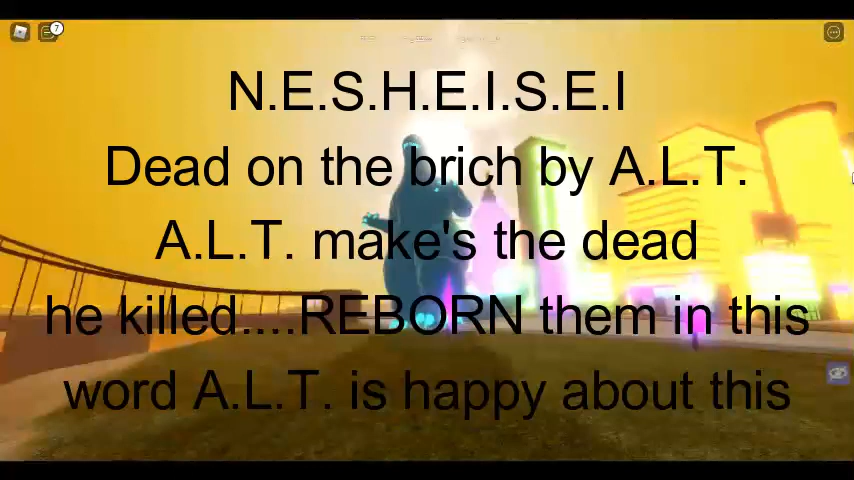 7
N.E.S.H.E.I.S.E.I
Dead on the brich by A.L.T.
A.L.T. make's the dead
he killed....REBORN them in this
word A.L.T. is happy about this